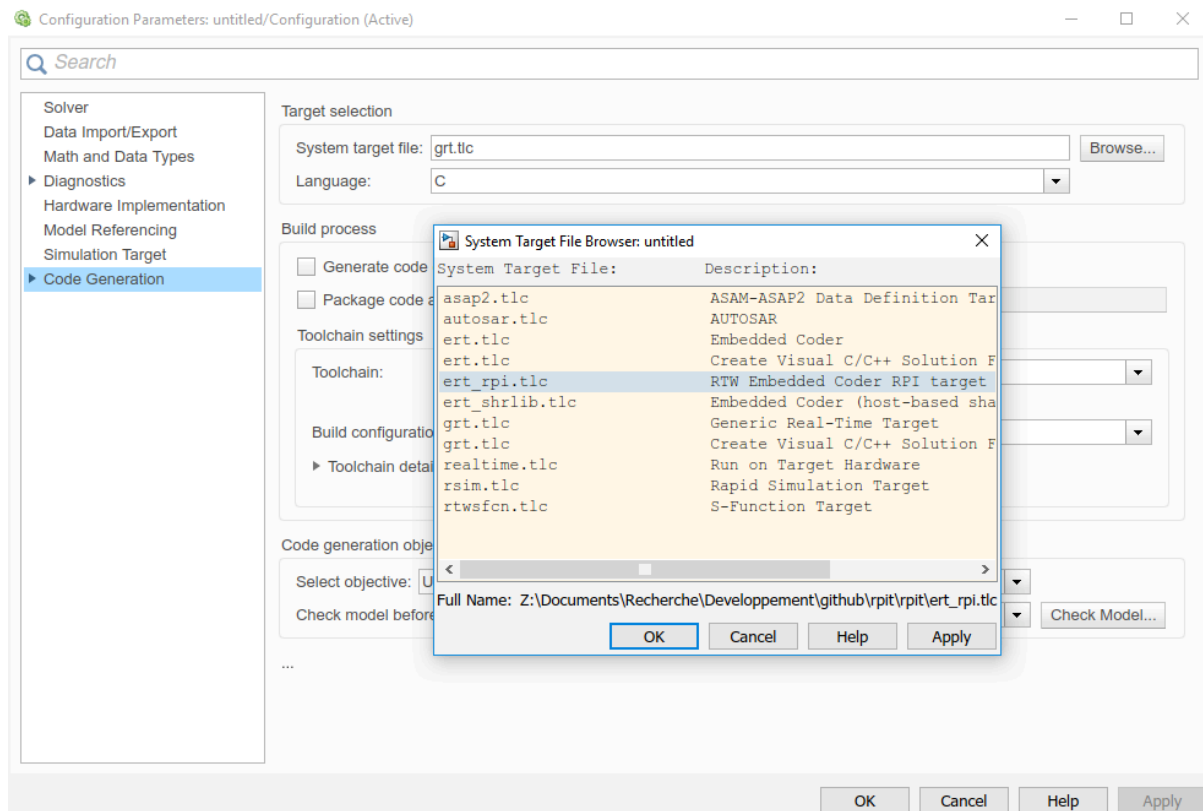 Configuration Parameters: untitled/Configuration (Active)
Search
Solver
Data Import/Export
Math and Data Types
Diagnostics
Hardware Implementation
Model Referencing
Simulation Target
Code Generation
Target selection
System target file: grt.tlc Browse...
Language: C
Build process
Generate code
Package code a
Toolchain settings
Toolchain:
Build configuratio
Toolchain detai
Code generation obje
Select objective: U
Check model before Check Model...
...
System Target File Browser: untitled
System Target File: Description:
asap2.tlc ASAM-ASAP2 Data Definition Tar
autosar.tlc AUTOSAR
ert.tlc Embedded Coder
ert.tlc Create Visual C/C++ Solution F
ert_rpi.tlc RTW Embedded Coder RPI target
ert_shrlib.tlc Embedded Coder (host-based sha
grt.tlc Generic Real-Time Target
grt.tlc Create Visual C/C++ Solution F
realtime.tlc Run on Target Hardware
rsim.tlc Rapid Simulation Target
rtwsfcn.tlc S-Function Target
Full Name: Z:\Documents\Recherche\Developpement\github\rpit\rpit\ert_rpi.tlc
OK Cancel Help Apply
OK Cancel Help Apply